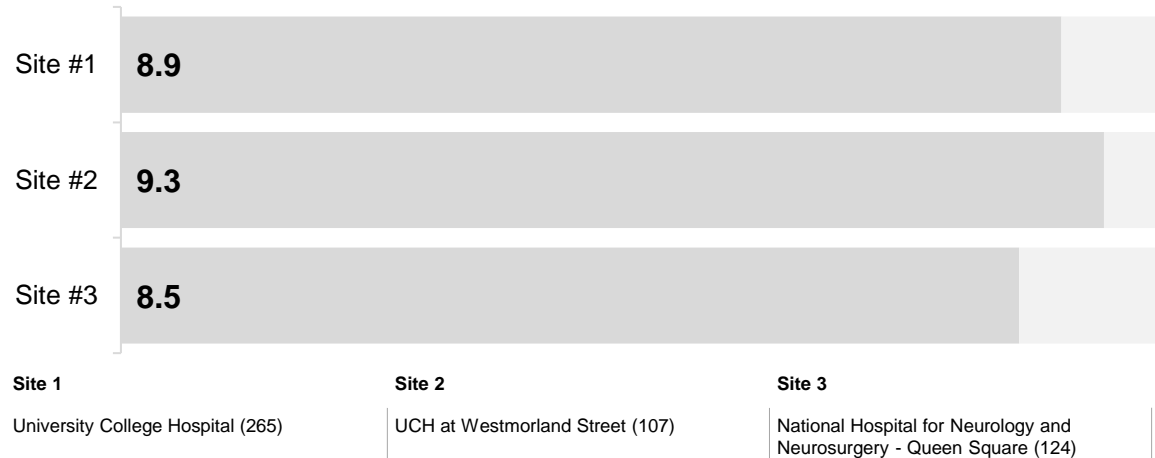 Site #1
8.9
Site #2
9.3
Site #3
8.5
Site 1
University College Hospital (265)
Site 2
UCH at Westmorland Street (107)
Site 3
National Hospital for Neurology and
Neurosurgery - Queen Square (124)